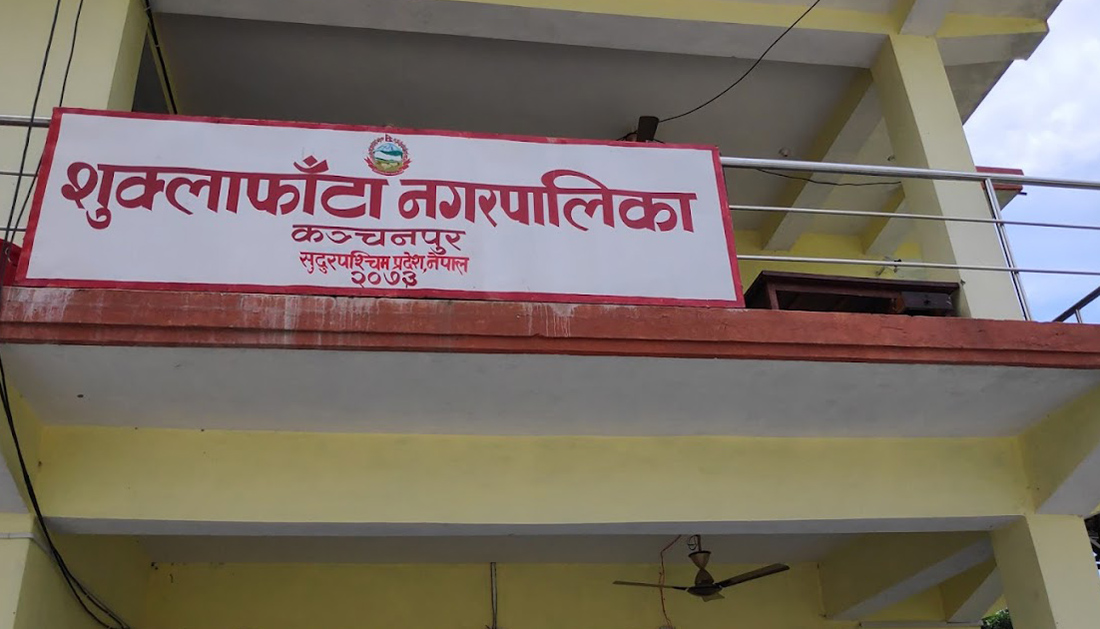 शुक्लाफाँटा नगरपालिका
कञ्चनपुर
सुदुरपश्चिम प्रदेश, नेपाल
२०७३